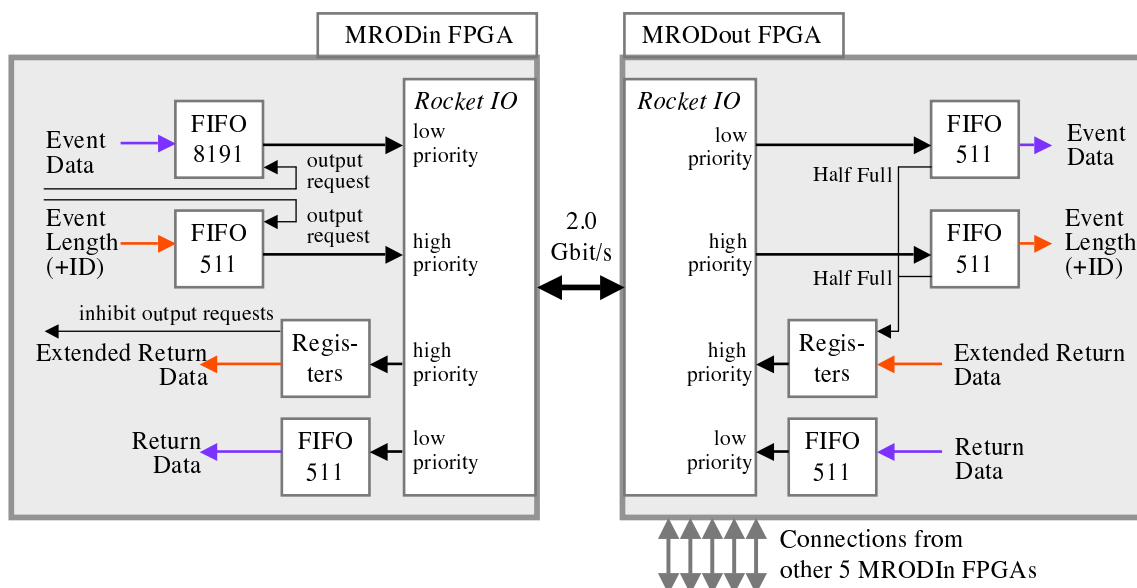 MRODin FPGA
MRODout FPGA
Rocket IO
Event
Data
FIFO
8191
low
priority
output
request
Event
Length
(+ID)
FIFO
511
output
request
high
priority
inhibit output requests
Extended Return
Data
Regis-
ters
high
priority
Return
Data
FIFO
511
low
priority
2.0
Gbit/s
Rocket IO
low
priority
FIFO
511
Event
Data
Half Full
high
priority
FIFO
511
Event
Length
(+ID)
Half Full
high
priority
Regis-
ters
Extended Return
Data
low
priority
FIFO
511
Return
Data
Connections from
other 5 MRODIn FPGAs